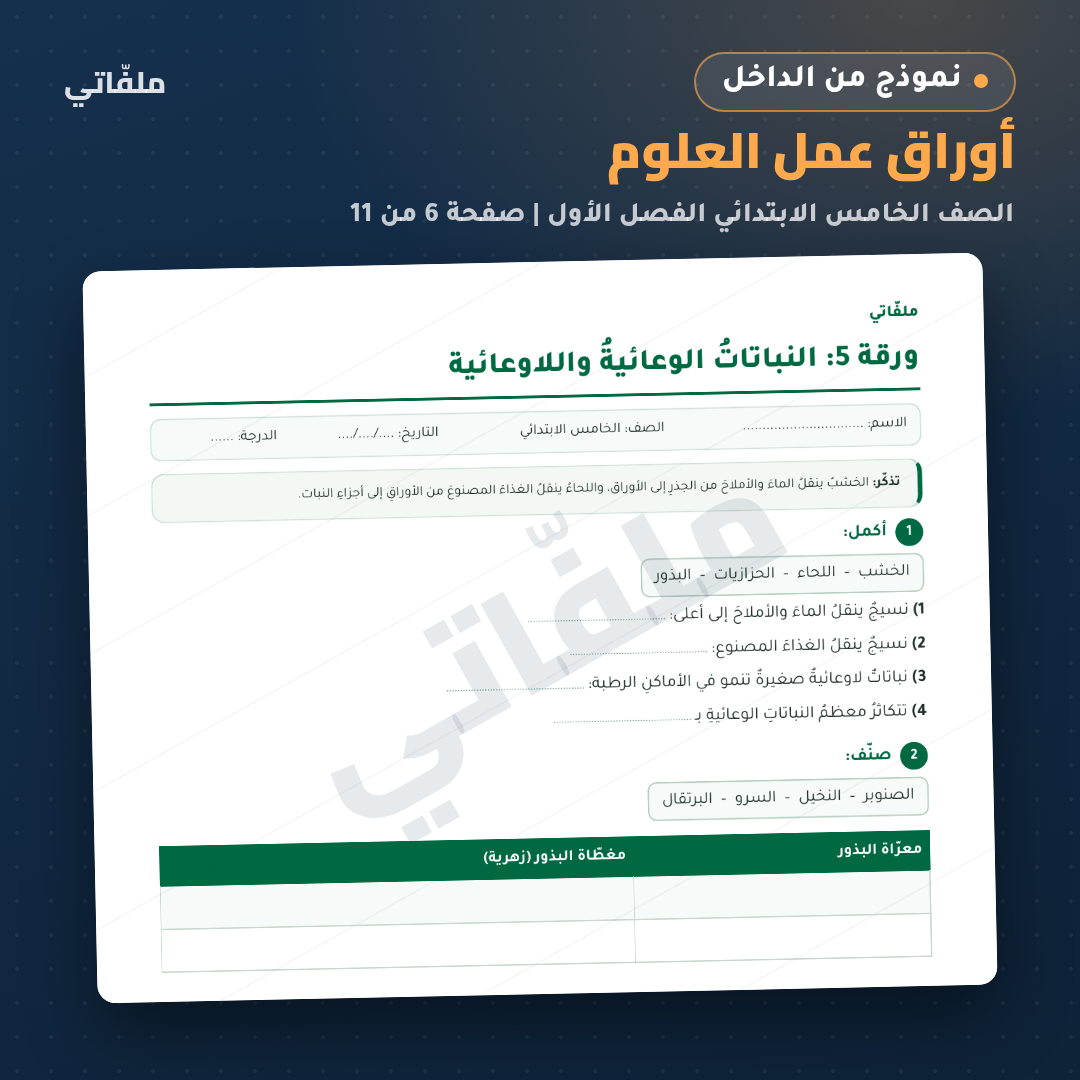 نموذج من الداخل
ملفّاتي
أوراق عمل العلوم
الصف الخامس الابتدائي الفصل الأول | صفحة 6 من 11
ملفّاتي
ورقة 5: النباتاتُ الوعائيةُ واللاوعائية
الاسم: .............................. الصف: الخامس الابتدائي التاريخ: ..../..../.... الدرجة: ......
تذكّر: الخشبُ ينقلُ الماءَ والأملاحَ من الجذرِ إلى الأوراق، واللحاءُ ينقلُ الغذاءَ المصنوعَ من الأوراقِ إلى أجزاءِ النبات.
1 أكمل:
الخشب - اللحاء - الحزازيات - البذور
1) نسيجٌ ينقلُ الماءَ والأملاحَ إلى أعلى: ..............................
2) نسيجٌ ينقلُ الغذاءَ المصنوع: ..............................
3) نباتاتٌ لاوعائيةٌ صغيرةٌ تنمو في الأماكنِ الرطبة: ..............................
4) تتكاثرُ معظمُ النباتاتِ الوعائيةِ بـ ..............................
2 صنّف:
الصنوبر - النخيل - السرو - البرتقال
معرّاة البذور مغطّاة البذور (زهرية)
ملفّاتي